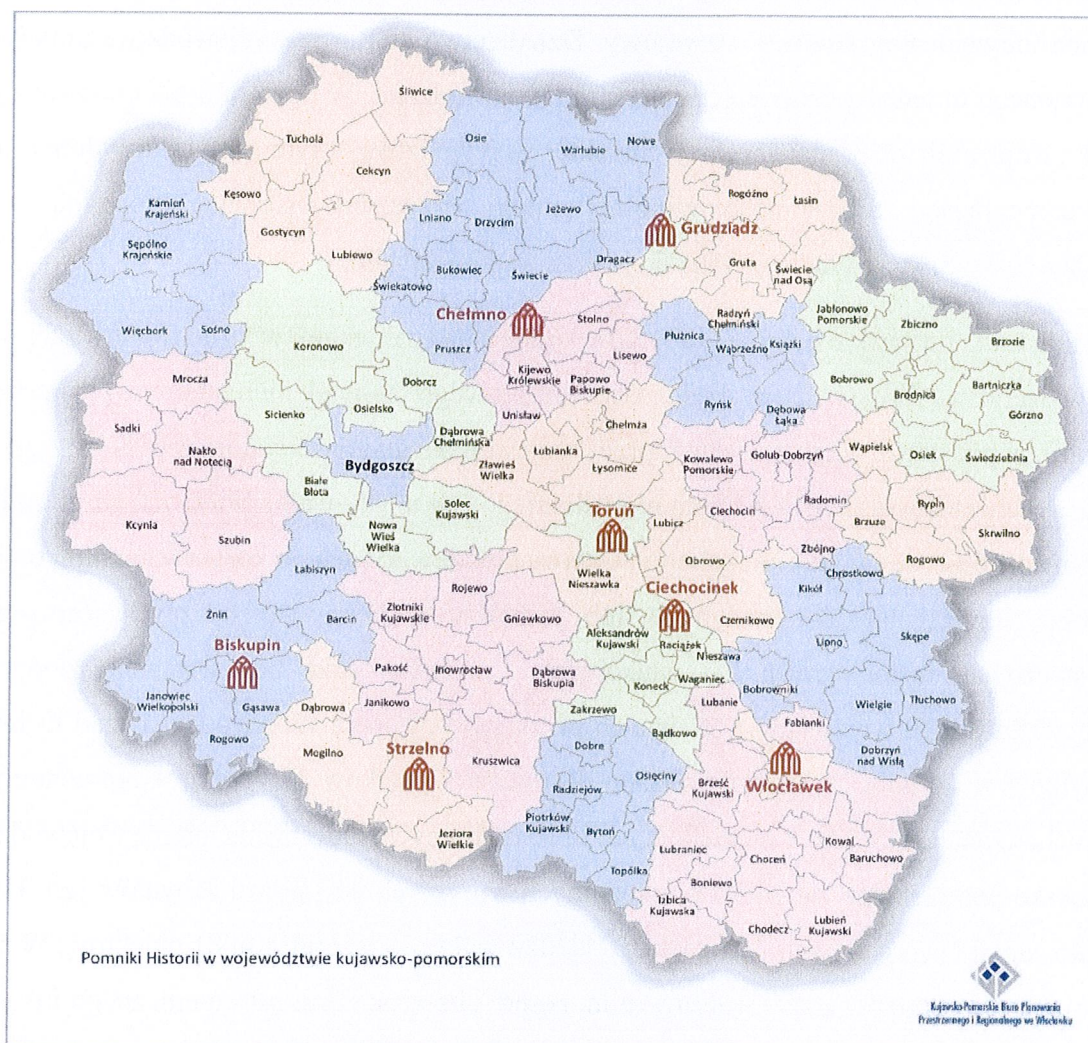 Śliwice
Tuchola
Osie
Nowe
Warlubie
Cekcyn
Kęsowo
Rogóźno
Łasin
Kamień
Krajeński
Lniano
Drzycim
Jeżewo
Grudziądz
Gostycyn
Sępólno
Krajeńskie
Lubiewo
Bukowiec
Świecie
Dragacz
Gruta
Świecie
nad Osą
Świekatowo
Chełmno
Stolno
Radzyń
Chełmiński
Jabłonowo
Pomorskie
Zbiczno
Więcbork
Sośno
Koronowo
Pruszcz
Płużnica
Wąbrzeźno
Książki
Brzozie
Lisewo
Mrocza
Dobrcz
Kijewo
Królewskie
Papowo
Biskupie
Bobrowo
Bartniczka
Brodnica
Sicienko
Osielsko
Unisław
Ryńsk
Dębowa
Łąka
Górzno
Sadki
Dąbrowa
Chełmińska
Chełmża
Nakło
nad Notecią
Bydgoszcz
Zławieś
Wielka
Łubianka
Łysomice
Kowalewo
Pomorskie
Golub-Dobrzyń
Wąpielsk
Osiek
Świedziebnia
Białe
Błota
Solec
Kujawski
Toruń
Ciechocin
Radomin
Rypin
Kcynia
Szubin
Nowa
Wieś
Wielka
Lubicz
Brzuze
Skrwilno
Zbójno
Rogowo
Łabiszyn
Rojewo
Wielka
Nieszawka
Obrowo
Chrostkowo
Kikół
Ciechocinek
Żnin
Barcin
Złotniki
Kujawskie
Gniewkowo
Czernikowo
Aleksandrów
Kujawski
Raciążek
Lipno
Skępe
Biskupin
Nieszawa
Pakość
Inowrocław
Dąbrowa
Biskupia
Koneck
Waganiec
Bobrowniki
Janowiec
Wielkopolski
Gąsawa
Dąbrowa
Janikowo
Zakrzewo
Lubanie
Wielgie
Tłuchowo
Fabianki
Rogowo
Mogilno
Strzelno
Kruszwica
Dobre
Bądkowo
Dobrzyń
nad Wisłą
Osięciny
Brześć
Kujawski
Włocławek
Radziejów
Piotrków
Kujawski
Bytoń
Jeziora
Wielkie
Lubraniec
Kowal
Choceń
Baruchowo
Topólka
Boniewo
Izbica
Kujawska
Chodecz
Lubień
Kujawski
Pomniki Historii w województwie kujawsko-pomorskim
Kujawsko-Pomorskie Biuro Planowania
Przestrzennego i Regionalnego we Włocławku